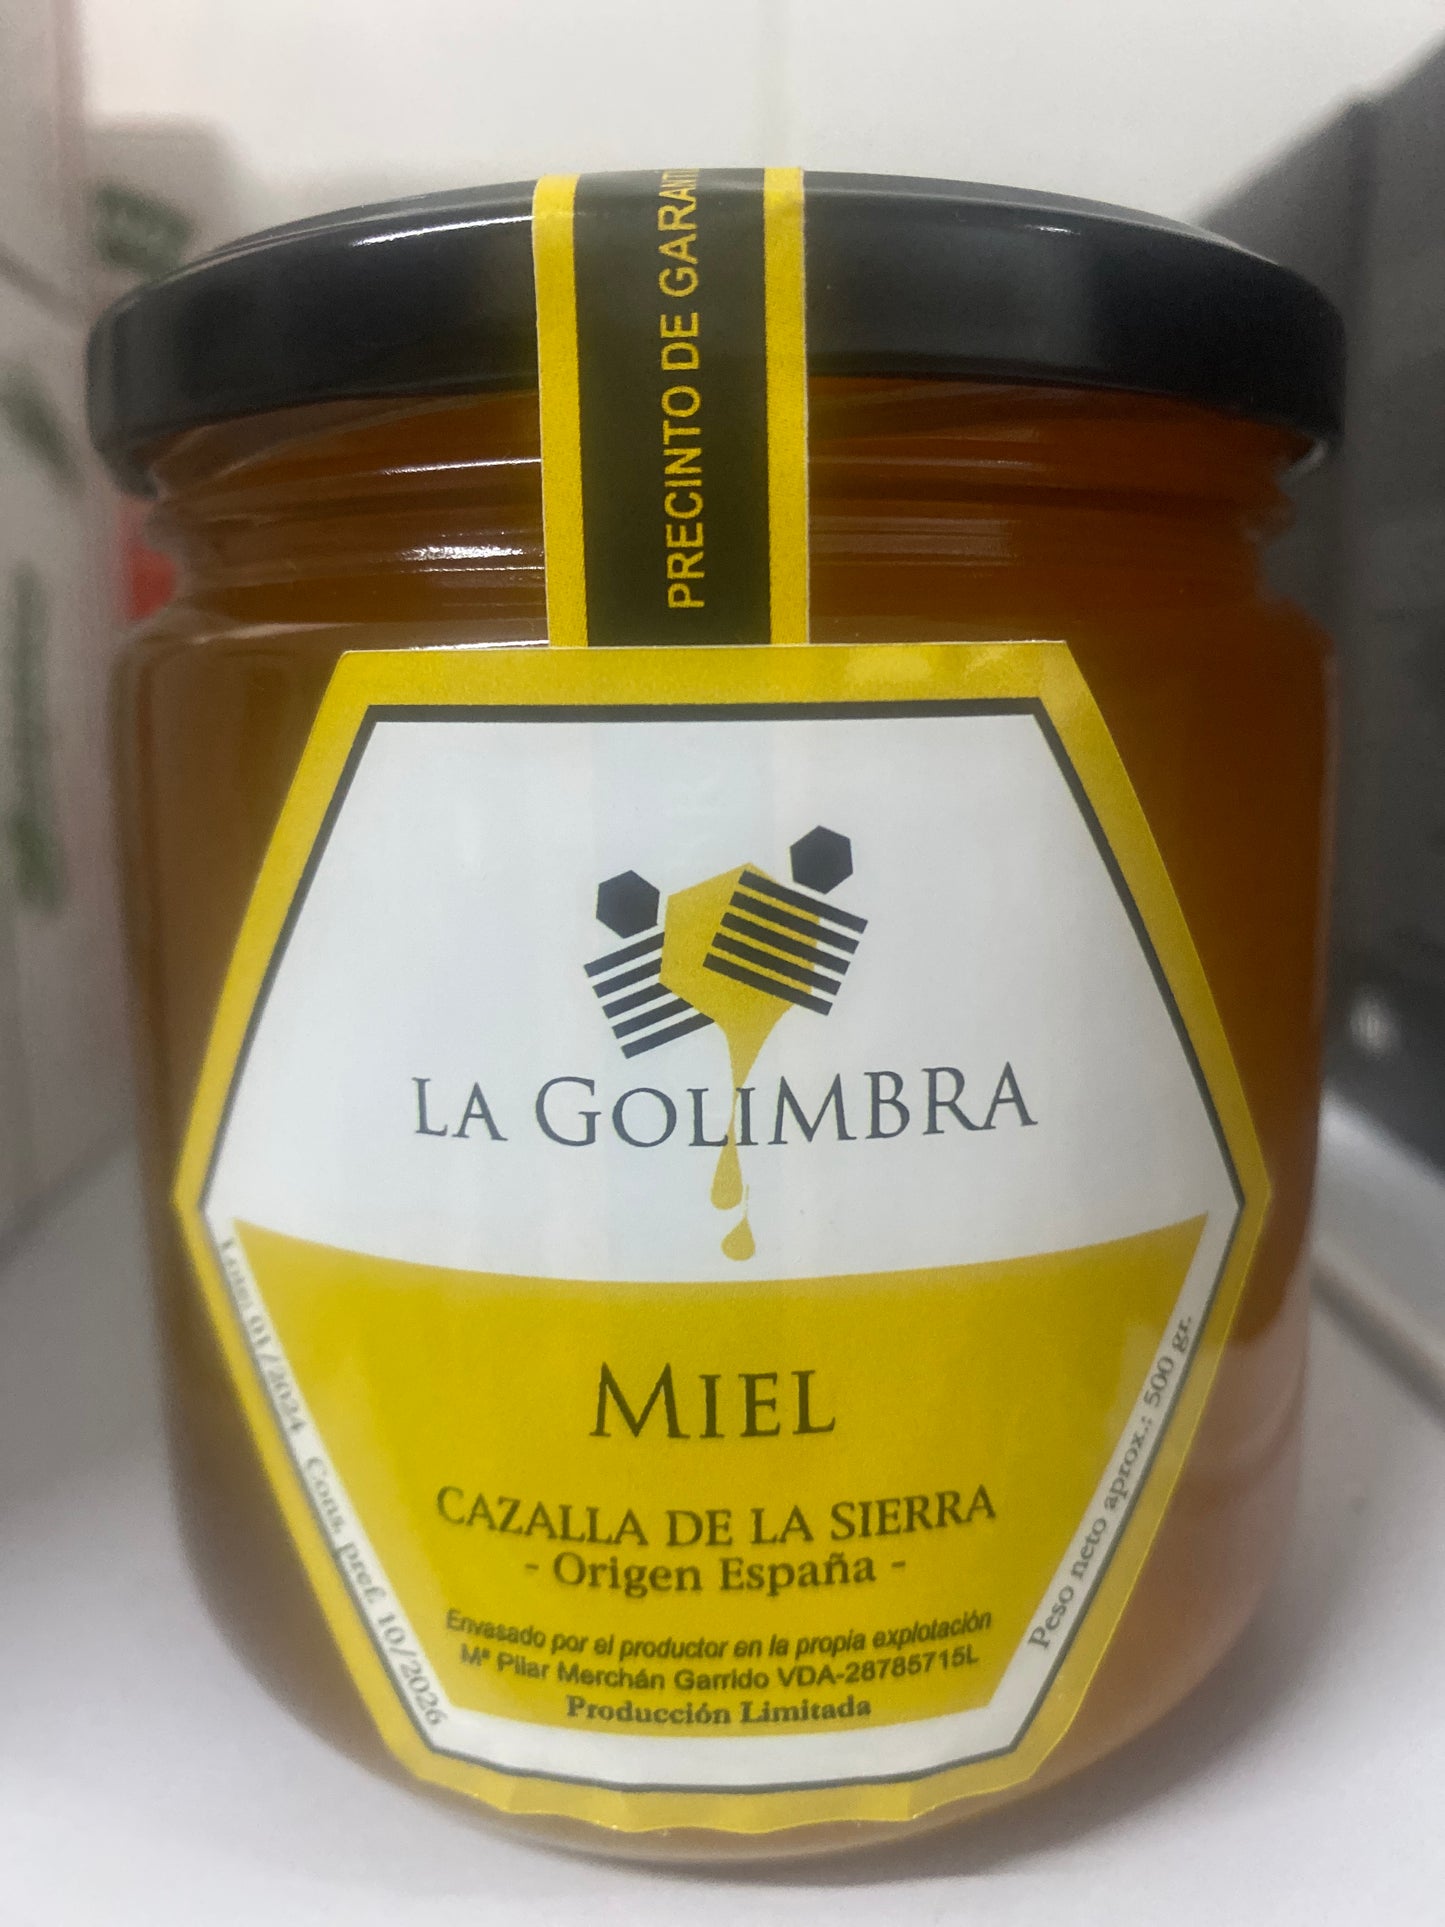 PRECINTO DE GARANTÍ
LA GOLIMBRA
MIEL
CAZALLA DE LA SIERRA
- Origen España -
Envasado por el productor en la propia explotación
Mª Pilar Merchán Garrido VDA-28785715L
Producción Limitada
Lote: 01/2024 Cons. pref. 10/2026
Peso neto aprox.: 500 gr.